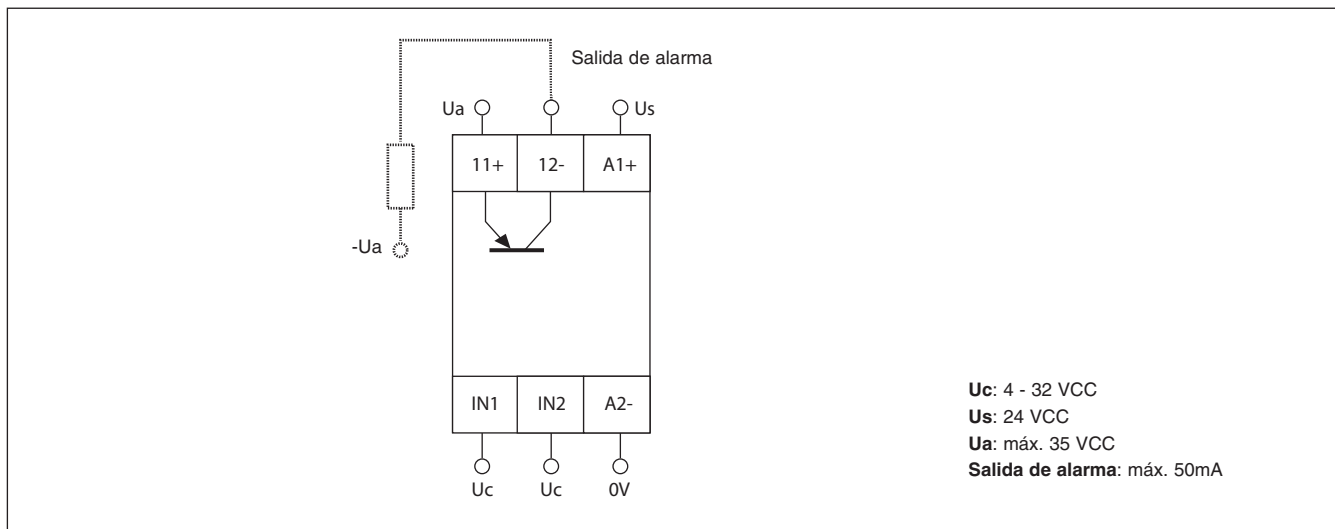 Salida de alarma
Ua
Us
11+
12-
A1+
-Ua
IN1
IN2
A2-
Uc
Uc
0V
Uc: 4 - 32 VCC
Us: 24 VCC
Ua: máx. 35 VCC
Salida de alarma: máx. 50mA